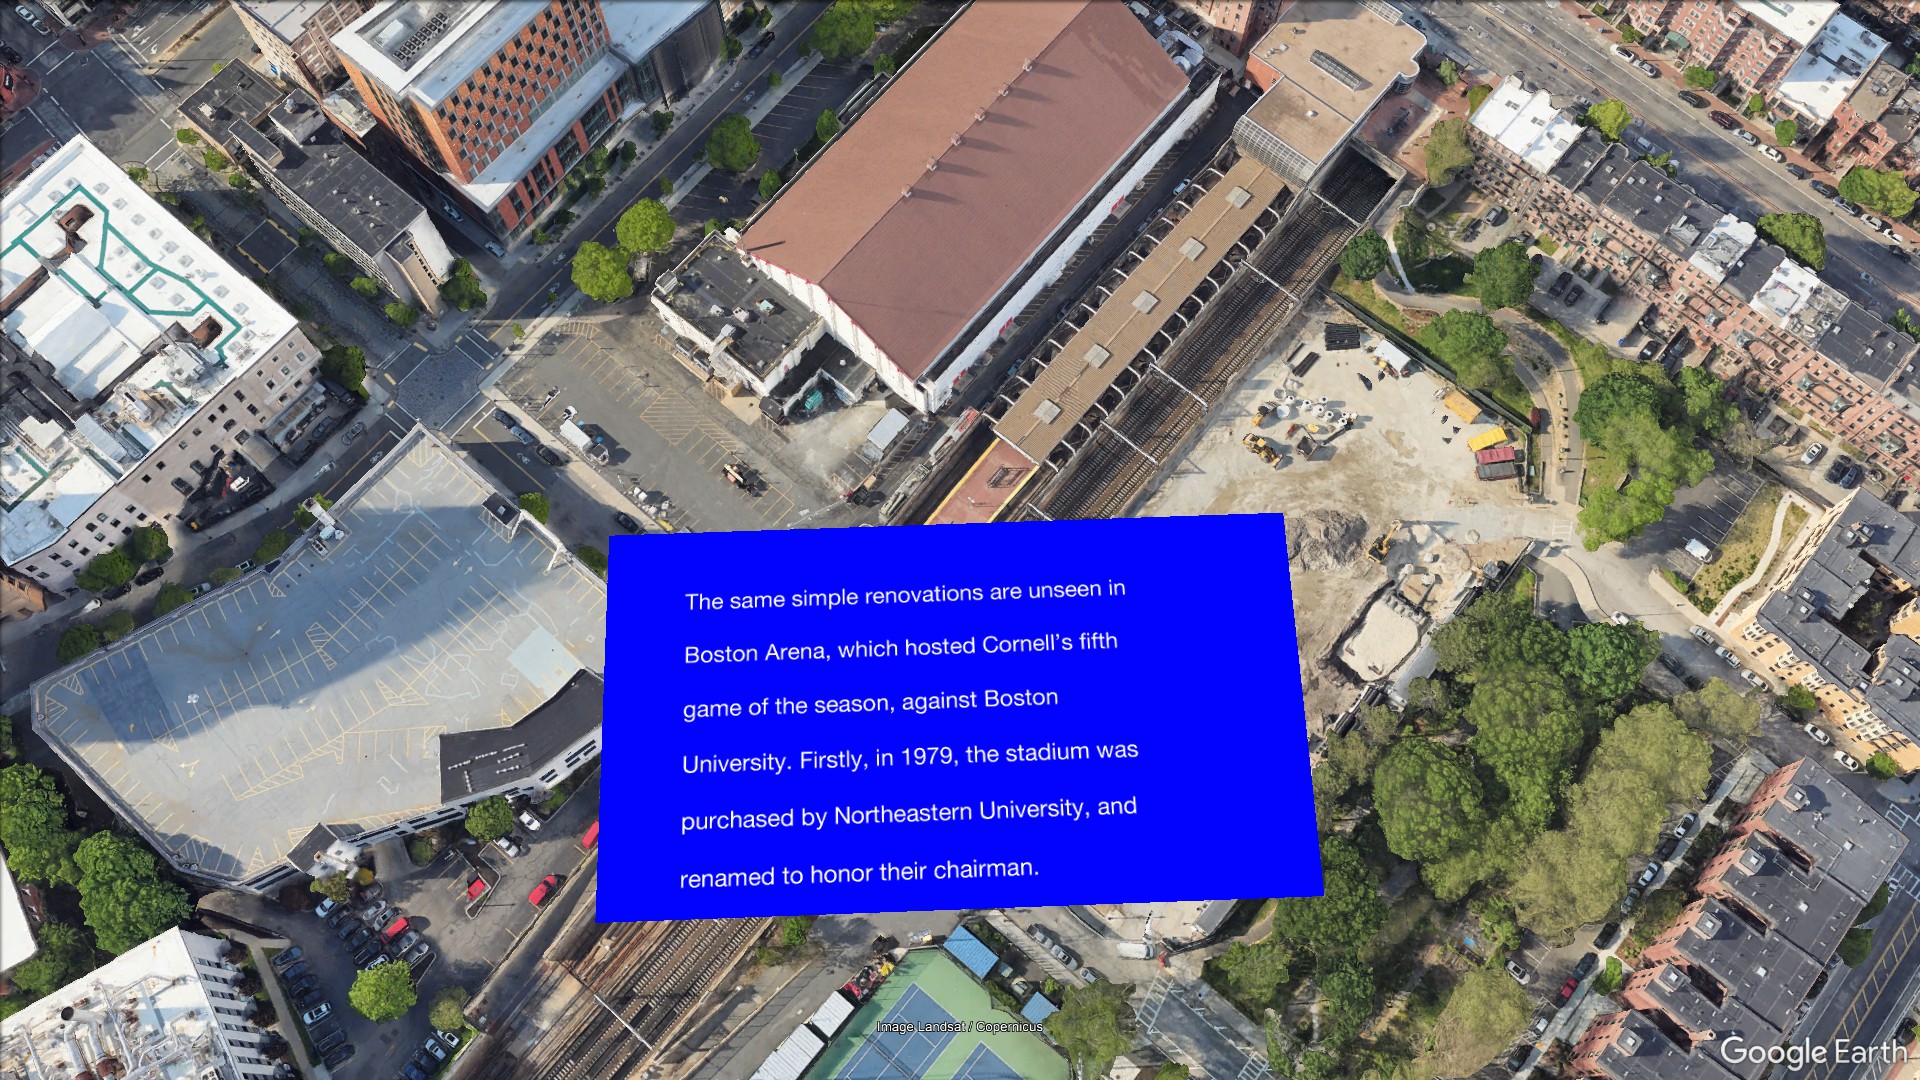 The same simple renovations are unseen in
Boston Arena, which hosted Cornell’s fifth
game of the season, against Boston
University. Firstly, in 1979, the stadium was
purchased by Northeastern University, and
renamed to honor their chairman.
Image Landsat / Copernicus
Google Earth